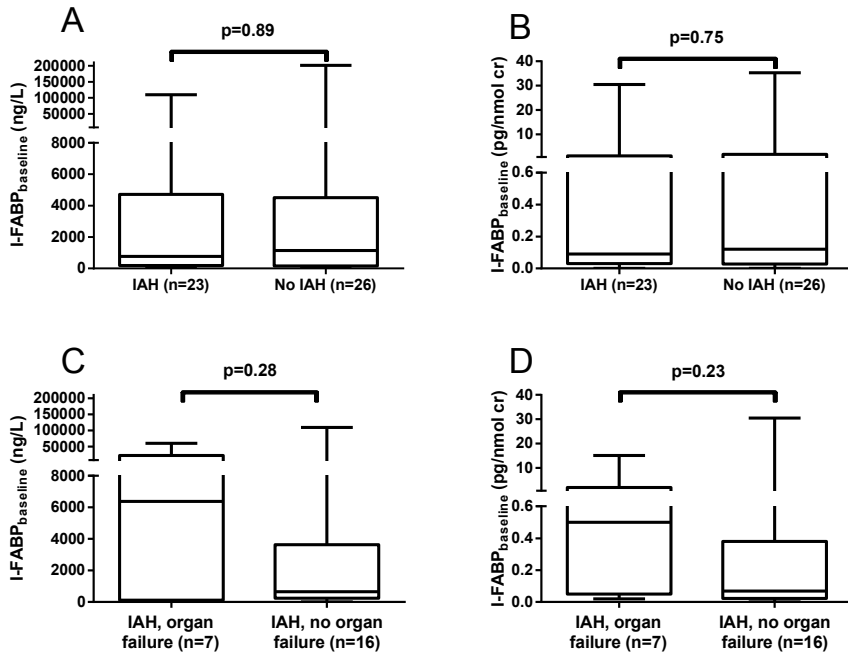 A
p=0.89
I-FABPbaseline (ng/L)
200000
150000
100000
50000
8000
6000
4000
2000
0
IAH (n=23)
No IAH (n=26)
B
p=0.75
I-FABPbaseline (pg/nmol cr)
40
30
20
10
0.6
0.4
0.2
0.0
IAH (n=23)
No IAH (n=26)
C
p=0.28
I-FABPbaseline (ng/L)
200000
150000
100000
50000
8000
6000
4000
2000
0
IAH, organ
failure (n=7)
IAH, no organ
failure (n=16)
D
p=0.23
I-FABPbaseline (pg/nmol cr)
40
30
20
10
0.6
0.4
0.2
0.0
IAH, organ
failure (n=7)
IAH, no organ
failure (n=16)